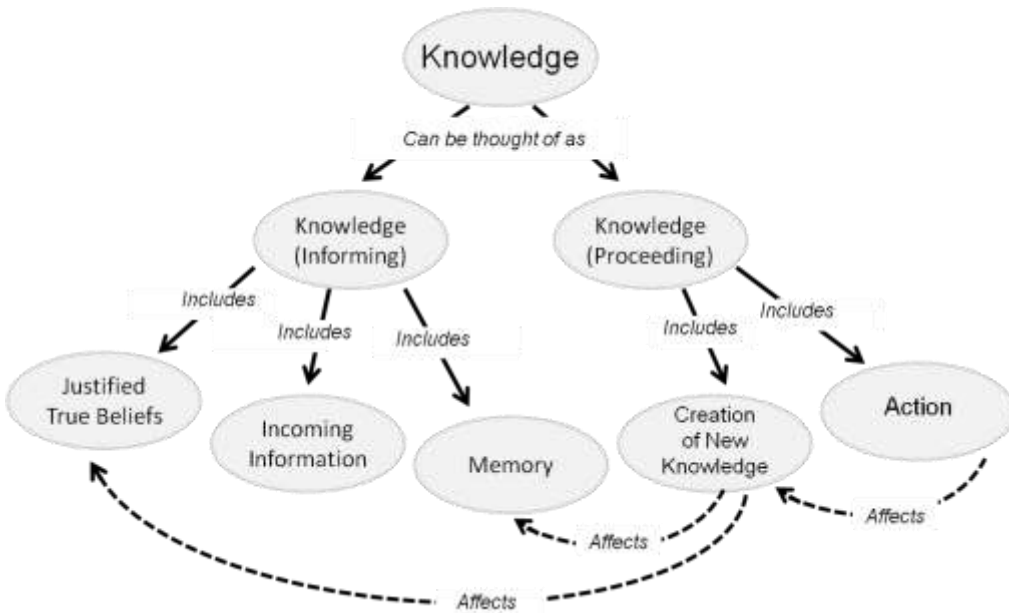 Knowledge
Can be thought of as
Knowledge
(Informing)
Knowledge
(Proceeding)
Includes
Includes
Includes
Includes
Includes
Justified
True Beliefs
Incoming
Information
Memory
Creation
of New
Knowledge
Action
Affects
Affects
Affects